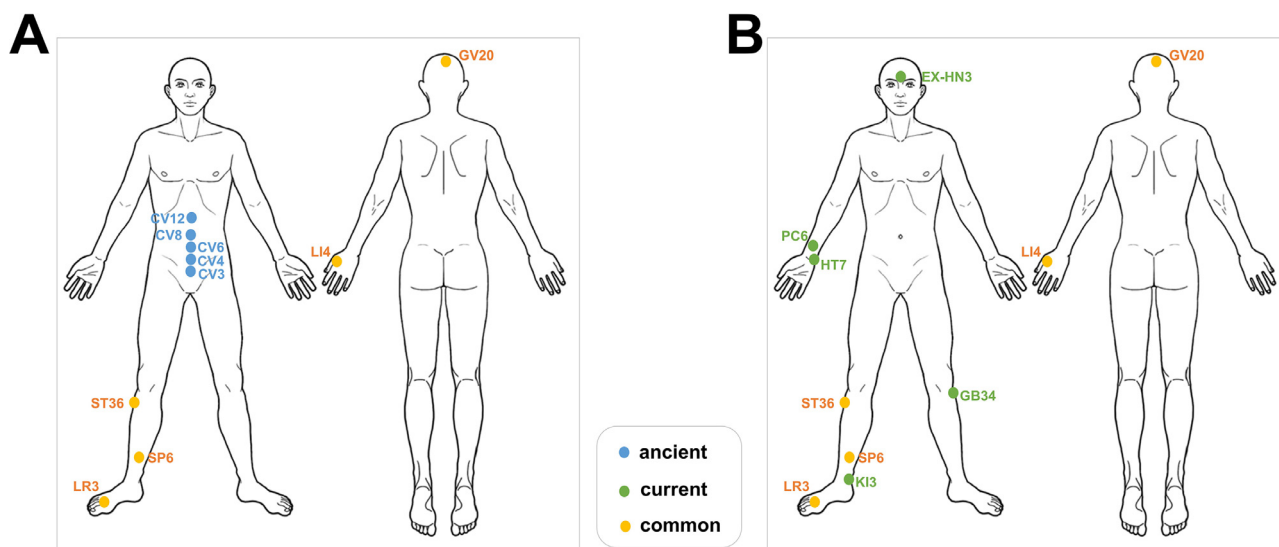 A
GV20
CV12
CV8
CV6
CV4
CV3
LI4
ST36
SP6
LR3
B
GV20
EX-HN3
PC6
HT7
LI4
ST36
GB34
SP6
KI3
LR3
ancient
current
common